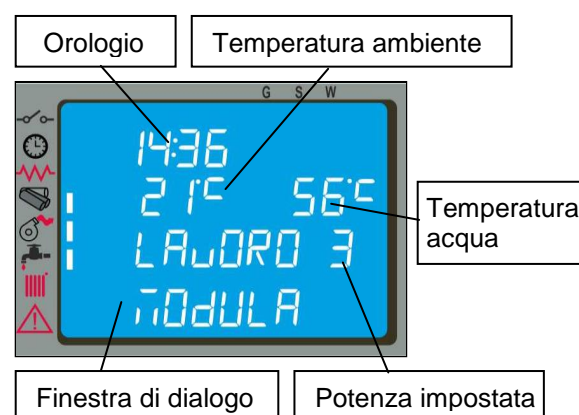 Orologio
Temperatura ambiente
G S W
14:36
21°C 56°C
LAVORO 3
MODULA
Temperatura
acqua
Finestra di dialogo
Potenza impostata